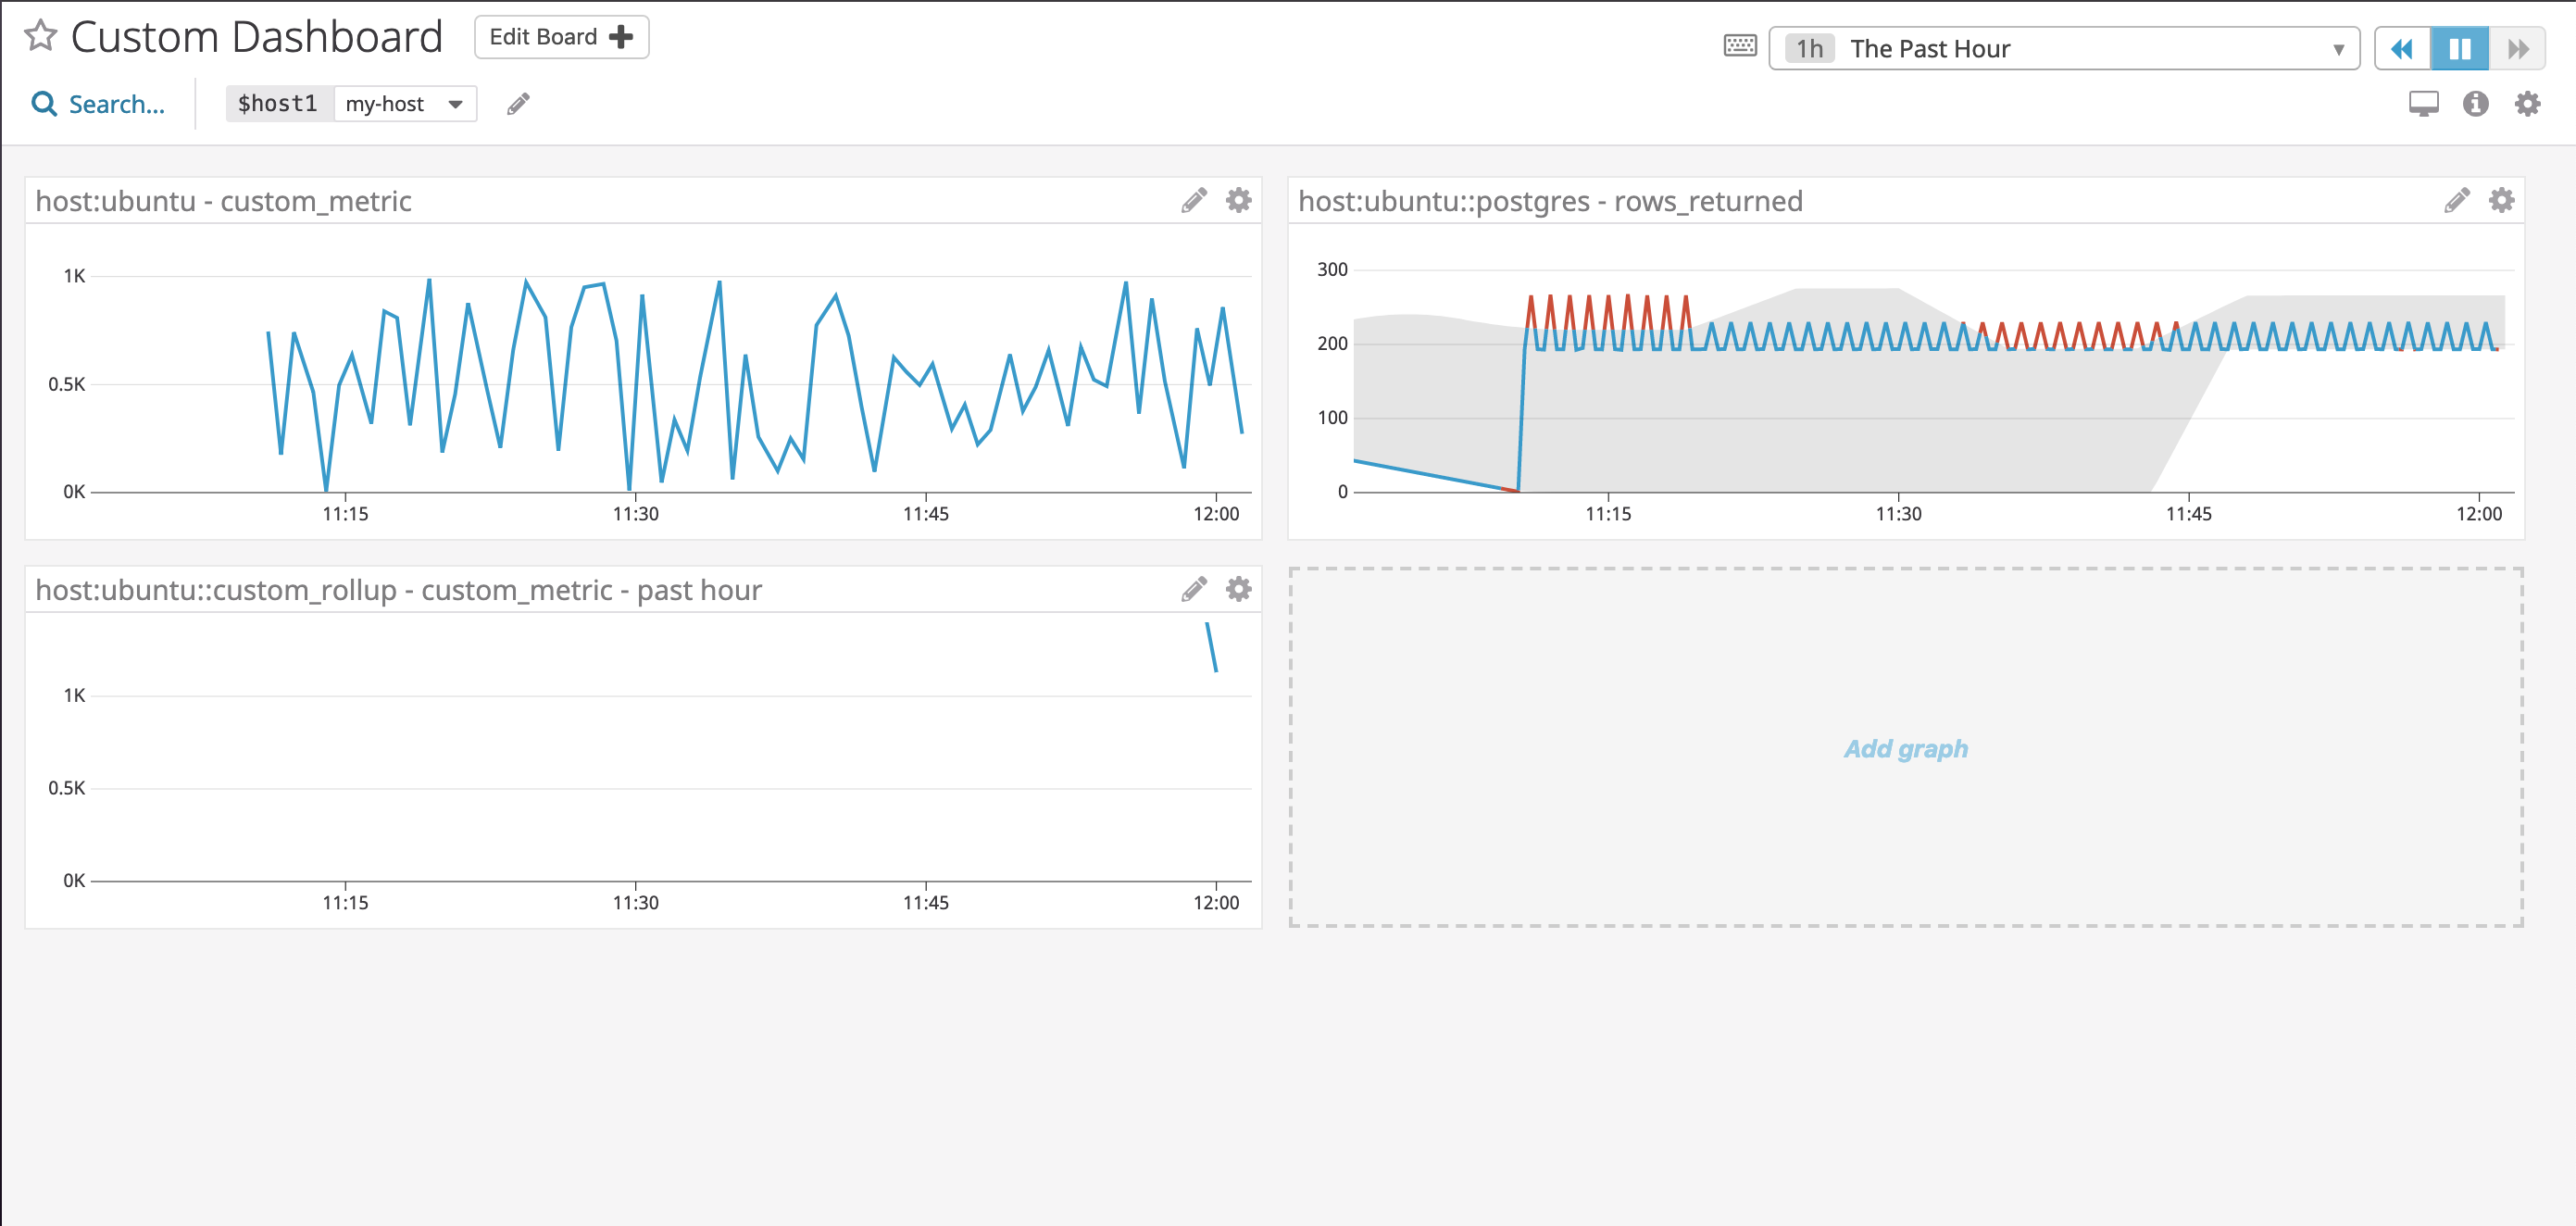 Custom Dashboard
Edit Board
1h The Past Hour
Search...
$host1 my-host
host:ubuntu - custom_metric
1K
0.5K
0K
11:15 11:30 11:45 12:00
host:ubuntu::postgres - rows_returned
300
200
100
0
11:15 11:30 11:45 12:00
host:ubuntu::custom_rollup - custom_metric - past hour
1K
0.5K
0K
11:15 11:30 11:45 12:00
Add graph